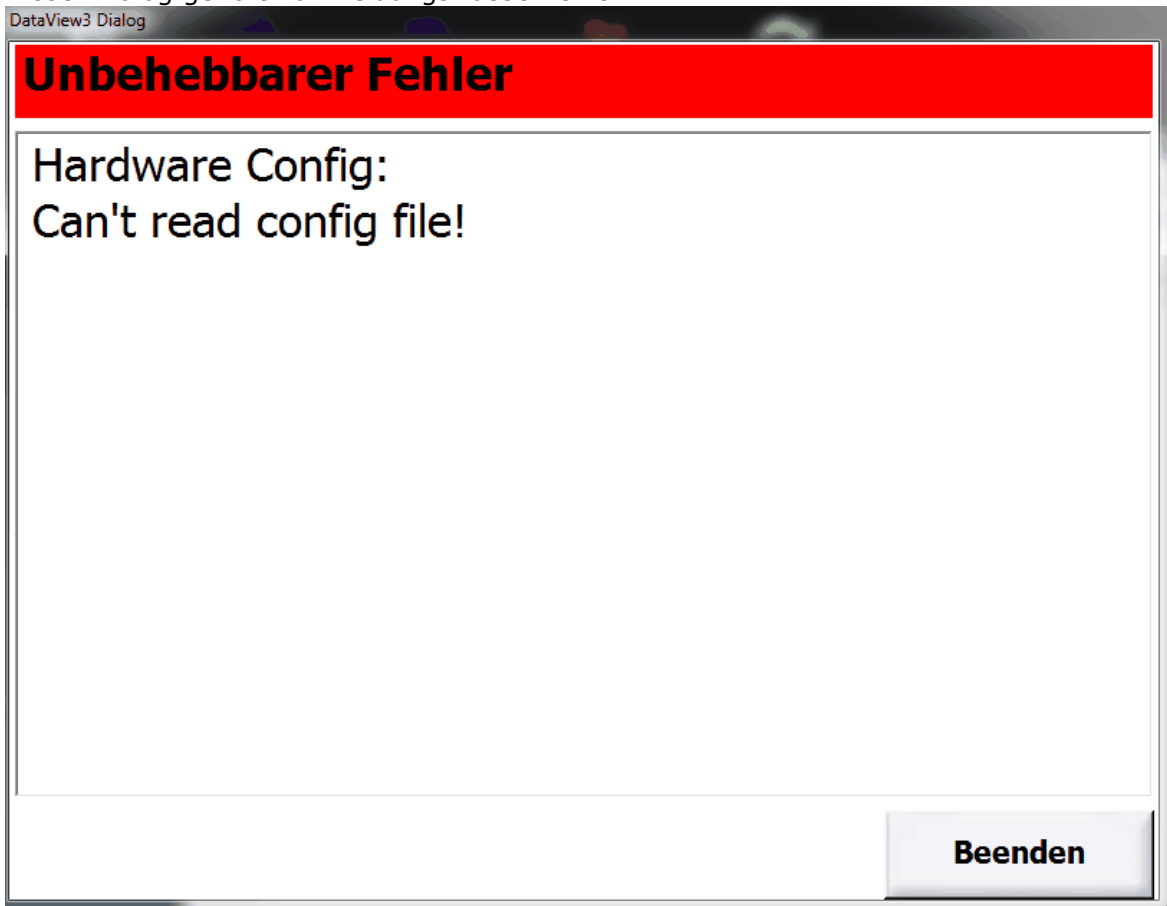 DataView3 Dialog
Unbehebbarer Fehler
Hardware Config:
Can't read config file!
Beenden